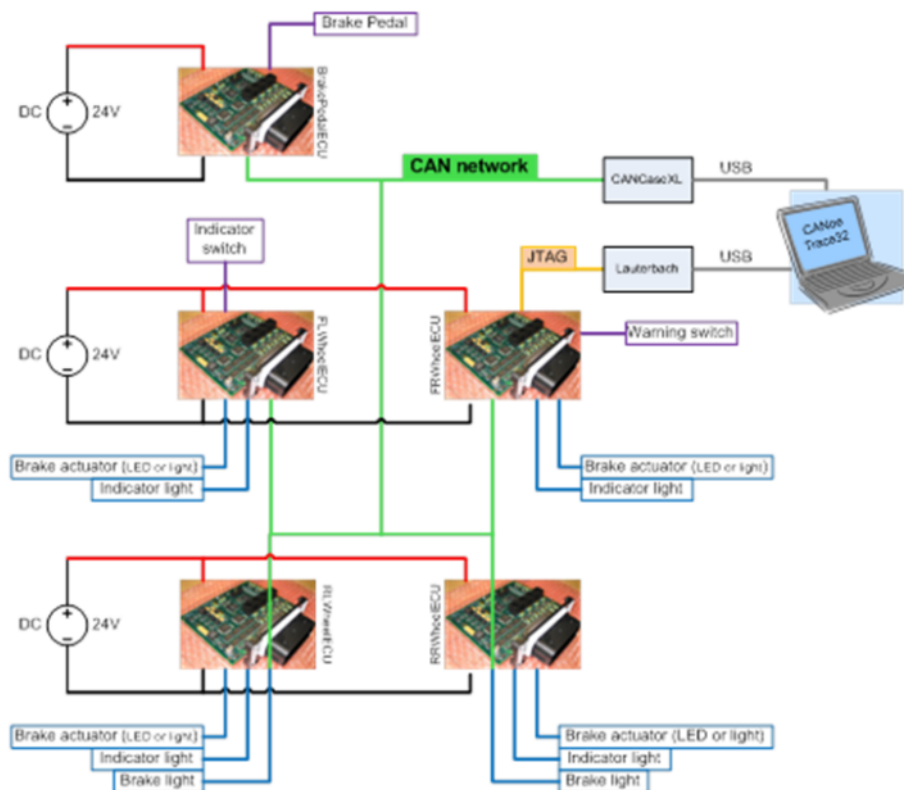 Brake Pedal
DC
24V
BrakePedalECU
CAN network
CANCaseXL
USB
CANoe
Trace32
Indicator
switch
JTAG
Lauterbach
USB
DC
24V
FLWheelECU
FRWheelECU
Warning switch
Brake actuator (LED or light)
Indicator light
Brake actuator (LED or light)
Indicator light
DC
24V
RLWheelECU
RRWheelECU
Brake actuator (LED or light)
Indicator light
Brake light
Brake actuator (LED or light)
Indicator light
Brake light